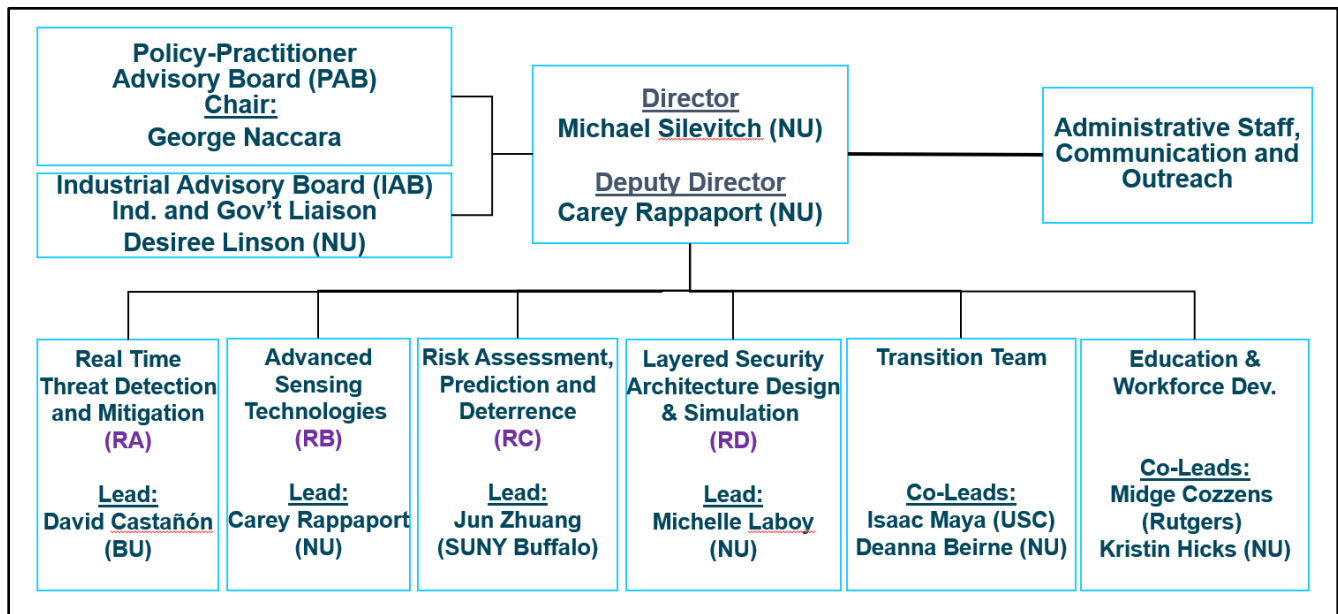 Policy-Practitioner
Advisory Board (PAB)
Chair:
George Naccara
Industrial Advisory Board (IAB)
Ind. and Gov’t Liaison
Desiree Linson (NU)
Director
Michael Silevitch (NU)
Deputy Director
Carey Rappaport (NU)
Administrative Staff,
Communication and
Outreach
Real Time
Threat Detection
and Mitigation
(RA)
Lead:
David Castañón
(BU)
Advanced
Sensing
Technologies
(RB)
Lead:
Carey Rappaport
(NU)
Risk Assessment,
Prediction and
Deterrence
(RC)
Lead:
Jun Zhuang
(SUNY Buffalo)
Layered Security
Architecture Design
& Simulation
(RD)
Lead:
Michelle Laboy
(NU)
Transition Team
Co-Leads:
Isaac Maya (USC)
Deanna Beirne (NU)
Education &
Workforce Dev.
Co-Leads:
Midge Cozzens
(Rutgers)
Kristin Hicks (NU)